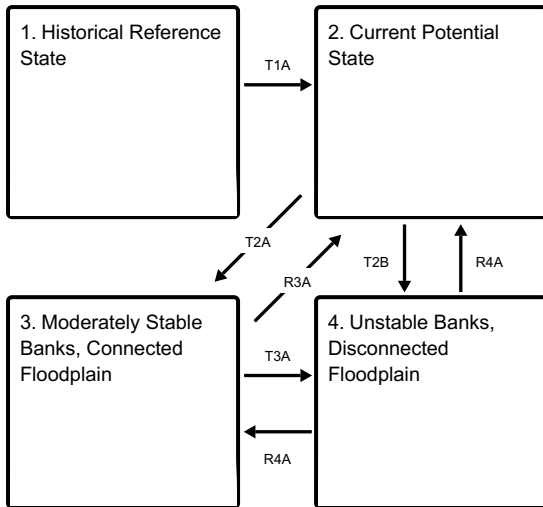 1. Historical Reference
State
2. Current Potential
State
T1A
T2A
R3A
T2B
R4A
3. Moderately Stable
Banks, Connected
Floodplain
4. Unstable Banks,
Disconnected
Floodplain
T3A
R4A